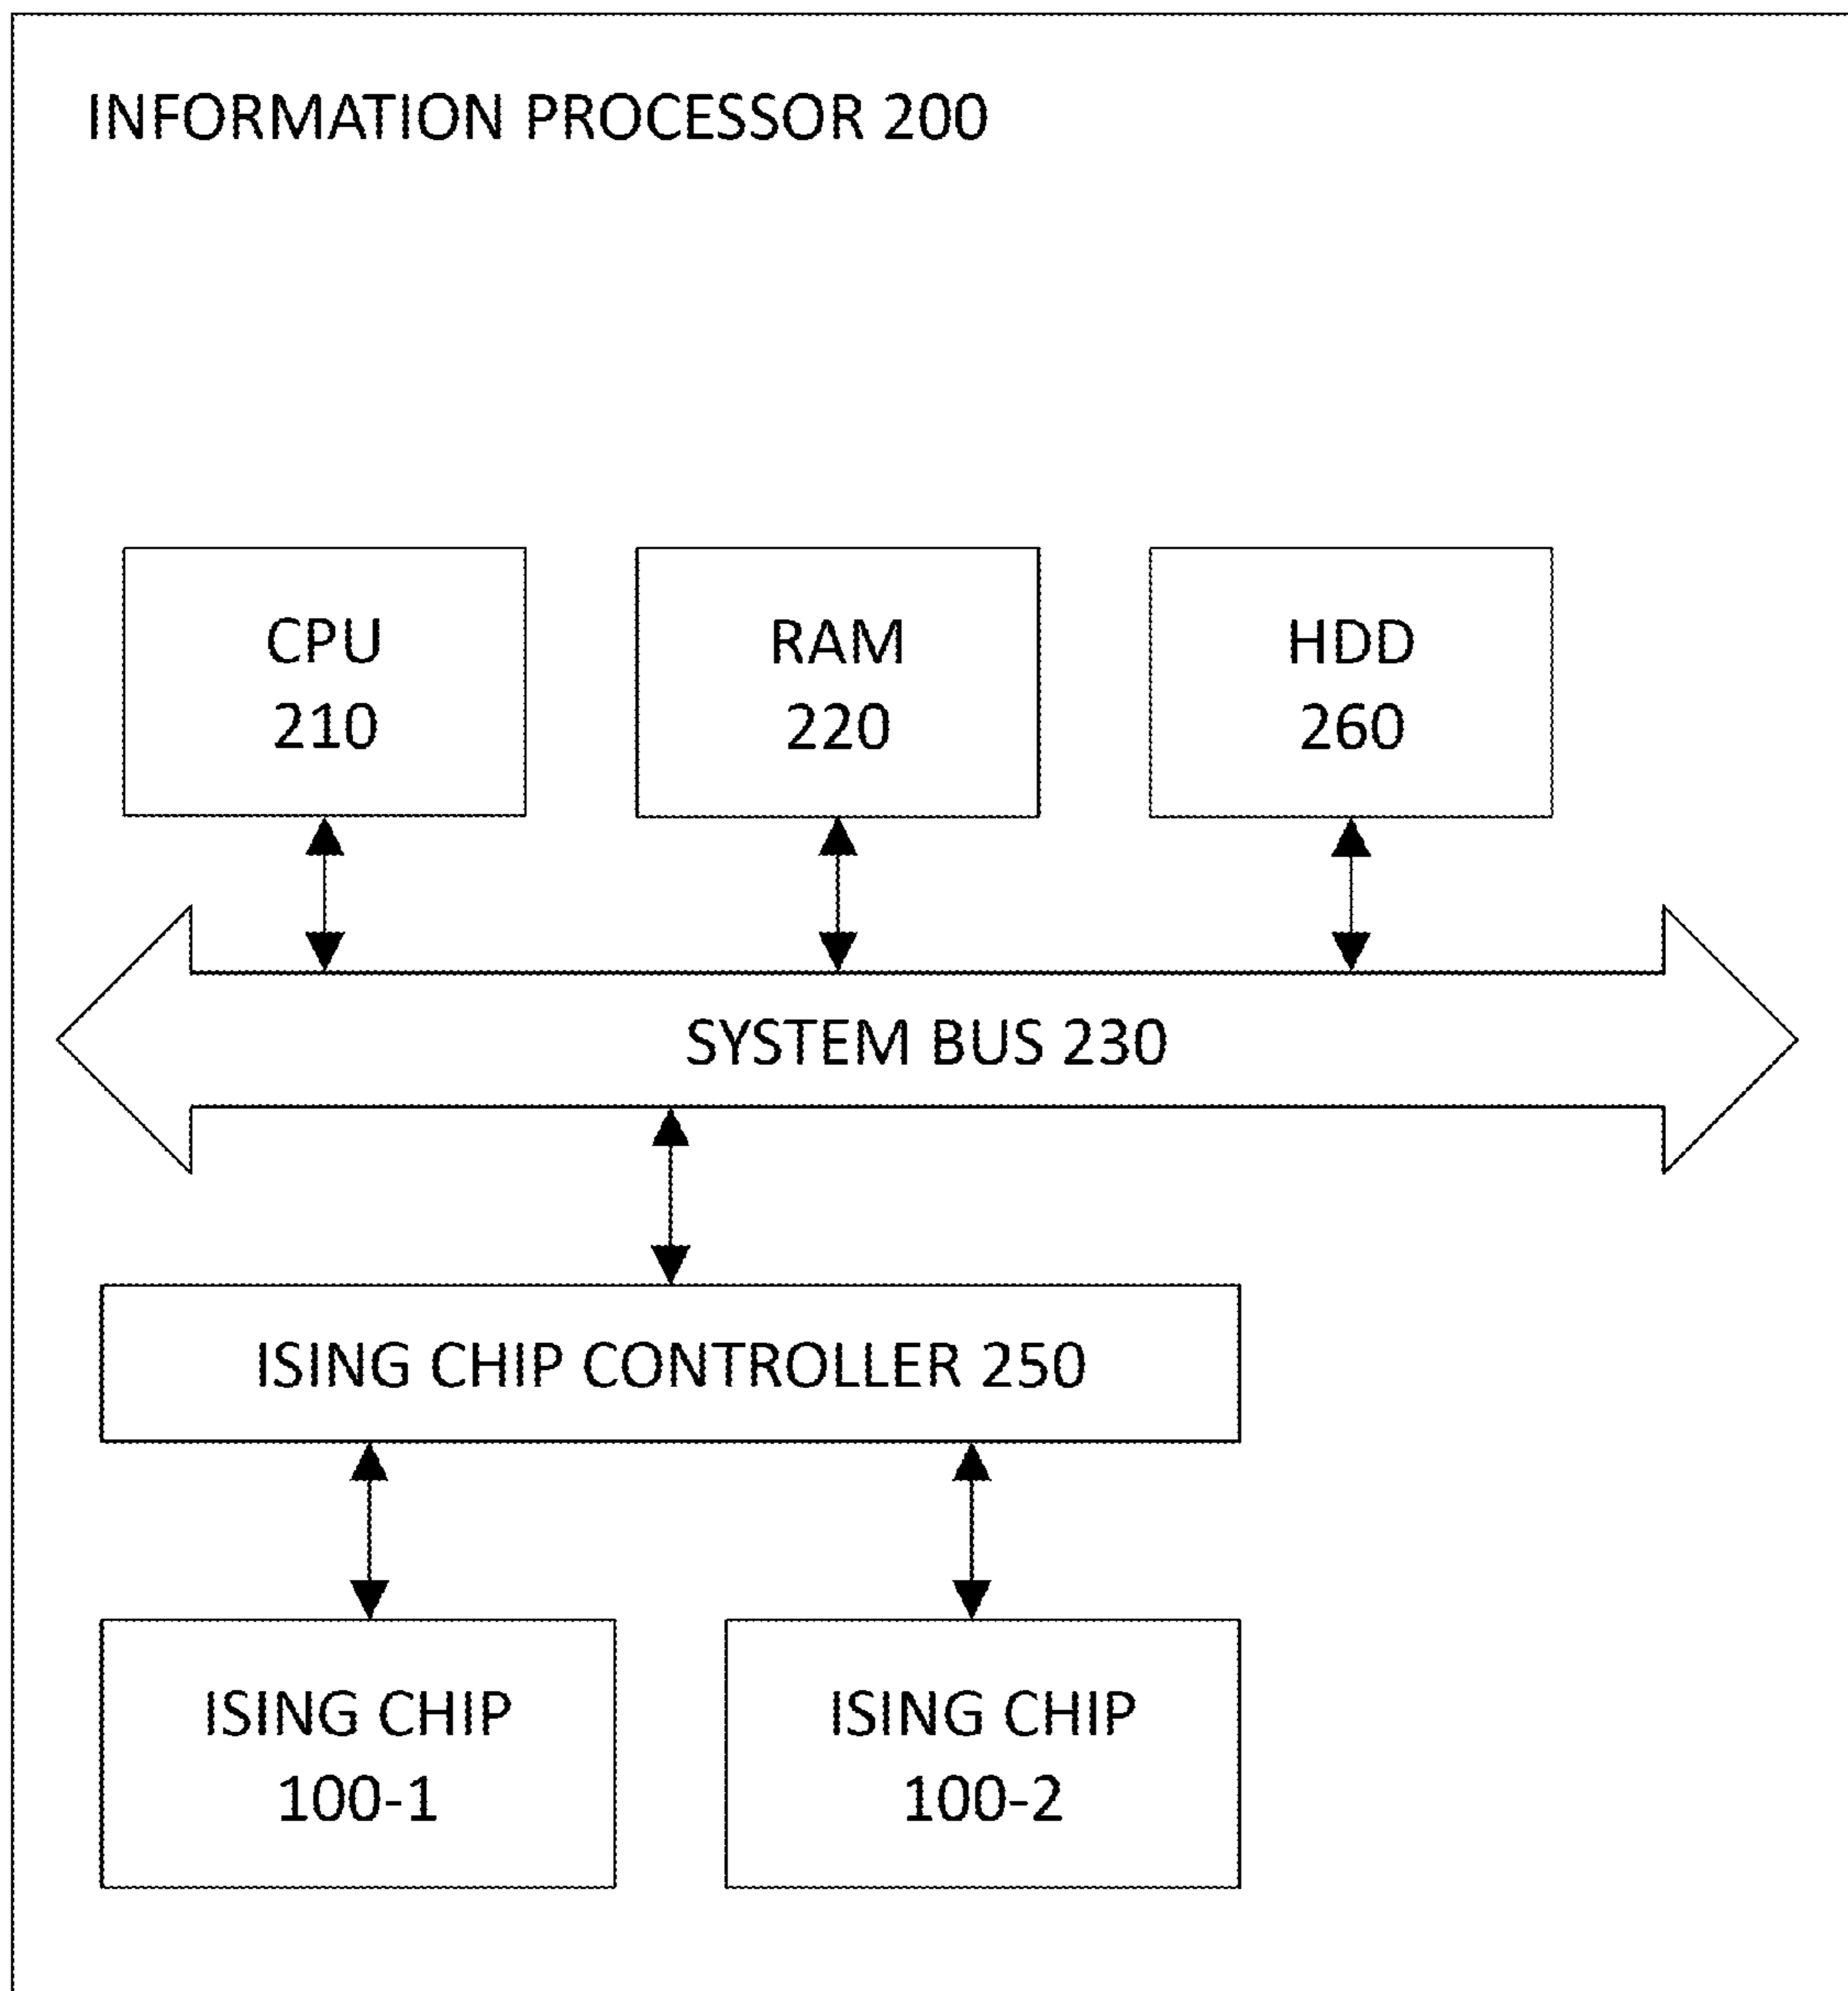 INFORMATION PROCESSOR 200
CPU
210
RAM
220
HDD
260
SYSTEM BUS 230
ISING CHIP CONTROLLER 250
ISING CHIP
100-1
ISING CHIP
100-2